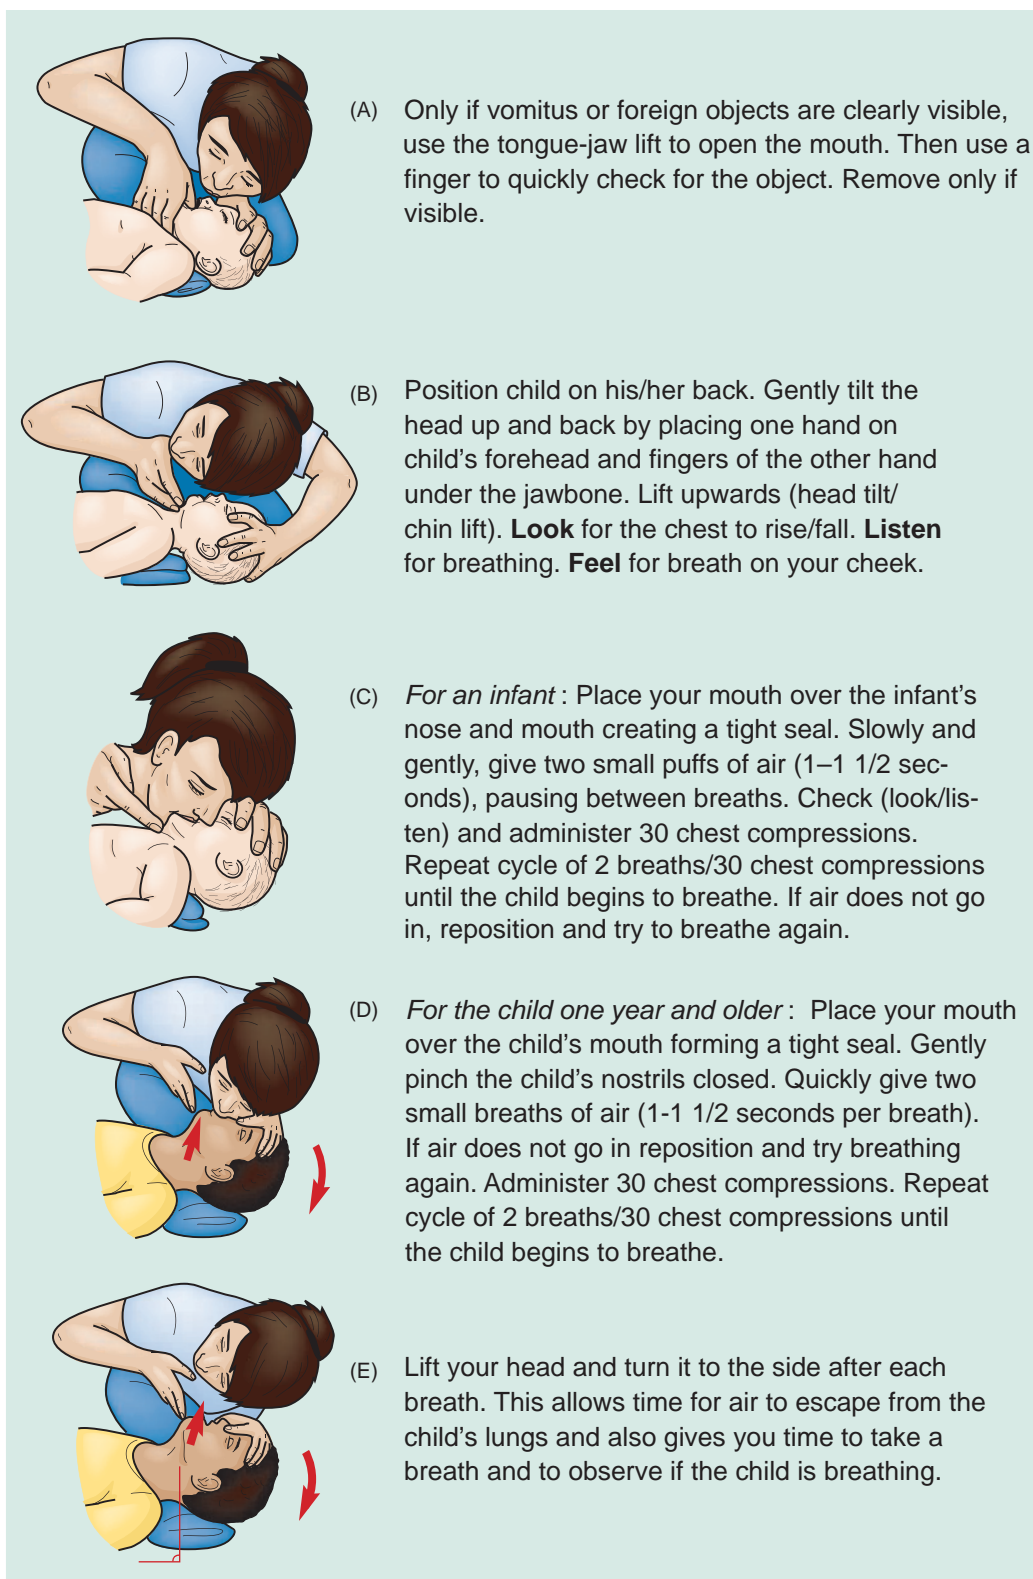 (A) Only if vomitus or foreign objects are clearly visible,
use the tongue-jaw lift to open the mouth. Then use a
finger to quickly check for the object. Remove only if
visible.
(B) Position child on his/her back. Gently tilt the
head up and back by placing one hand on
child's forehead and fingers of the other hand
under the jawbone. Lift upwards (head tilt/
chin lift). Look for the chest to rise/fall. Listen
for breathing. Feel for breath on your cheek.
(C) For an infant : Place your mouth over the infant's
nose and mouth creating a tight seal. Slowly and
gently, give two small puffs of air (1–1 1/2 sec-
onds), pausing between breaths. Check (look/lis-
ten) and administer 30 chest compressions.
Repeat cycle of 2 breaths/30 chest compressions
until the child begins to breathe. If air does not go
in, reposition and try to breathe again.
(D) For the child one year and older : Place your mouth
over the child's mouth forming a tight seal. Gently
pinch the child's nostrils closed. Quickly give two
small breaths of air (1-1 1/2 seconds per breath).
If air does not go in reposition and try breathing
again. Administer 30 chest compressions. Repeat
cycle of 2 breaths/30 chest compressions until
the child begins to breathe.
(E) Lift your head and turn it to the side after each
breath. This allows time for air to escape from the
child's lungs and also gives you time to take a
breath and to observe if the child is breathing.